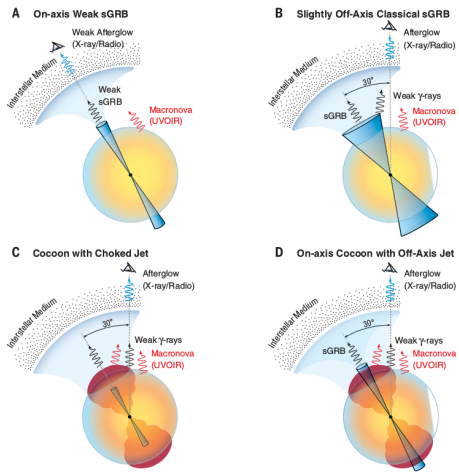 A On-axis Weak sGRB
Weak Afterglow
(X-ray/Radio)
Interstellar Medium
Weak
sGRB
Macronova
(UVOIR)
B Slightly Off-Axis Classical sGRB
Afterglow
(X-ray/Radio)
Interstellar Medium
30°
Weak γ-rays
sGRB
Macronova
(UVOIR)
C Cocoon with Choked Jet
Afterglow
(X-ray/Radio)
Interstellar Medium
30°
Weak γ-rays
Macronova
(UVOIR)
D On-axis Cocoon with Off-Axis Jet
Afterglow
(X-ray/Radio)
Interstellar Medium
30°
Weak γ-rays
sGRB
Macronova
(UVOIR)